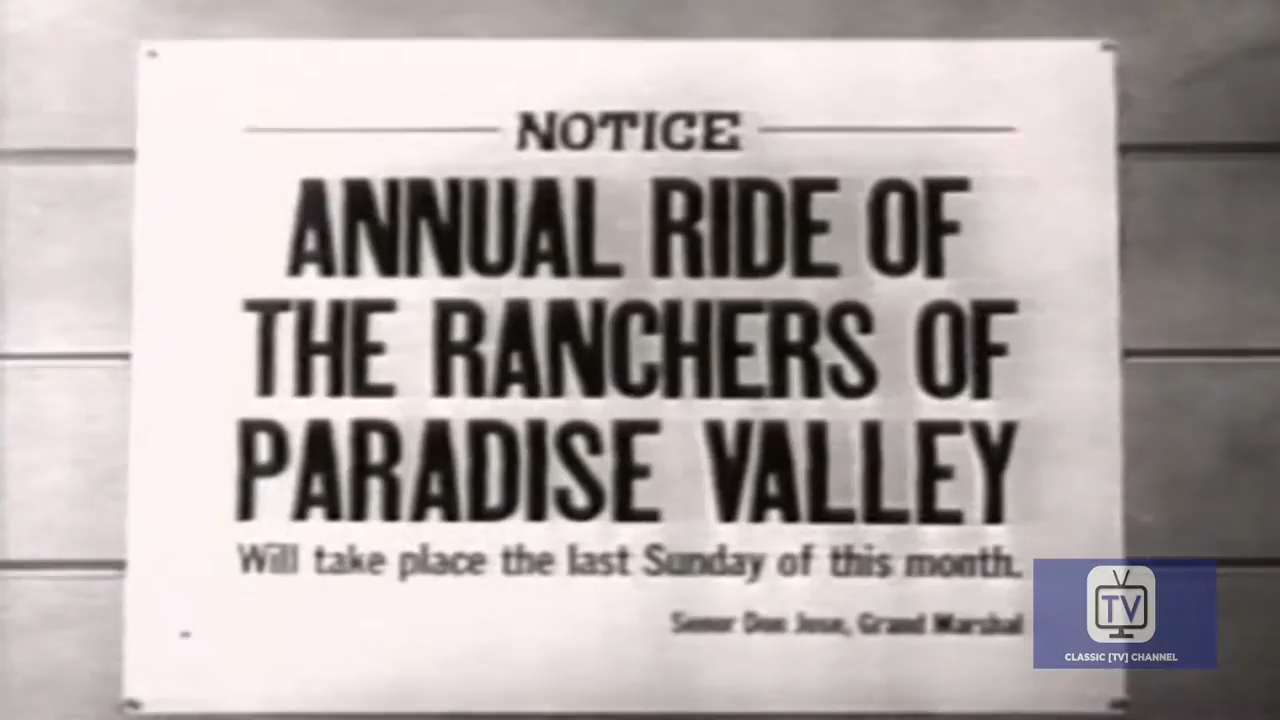 NOTICE
ANNUAL RIDE OF
THE RANCHERS OF
PARADISE VALLEY
Will take place the last Sunday of this month.
Senor Don Jose, Grand Marshal
TV
CLASSIC [TV] CHANNEL